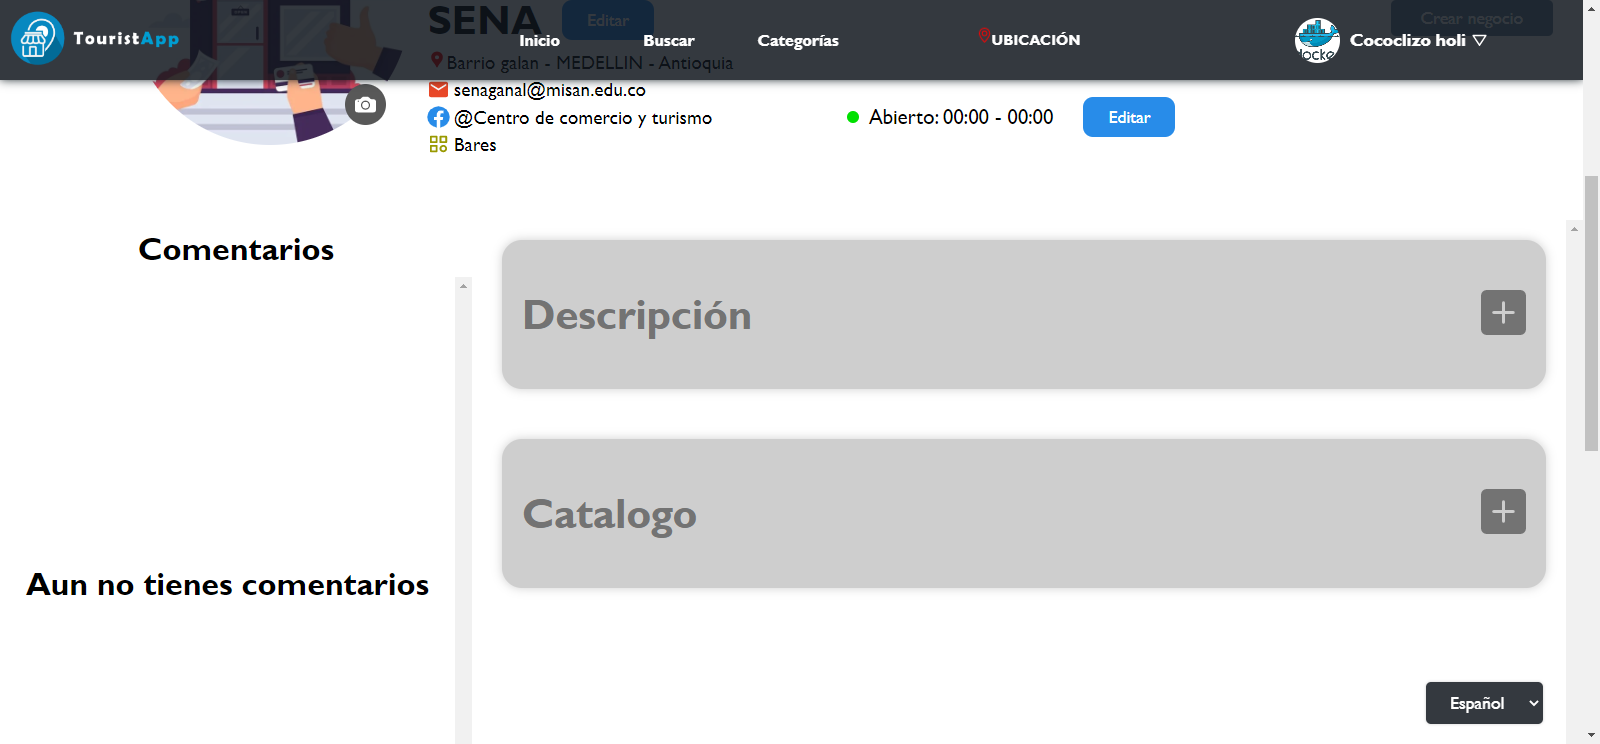 TouristApp
Inicio
Buscar
Categorías
UBICACIÓN
docke
Cococlizo holi
Crear negocio
SENA
Editar
Barrio galan - MEDELLIN - Antioquia
senaganal@misan.edu.co
@Centro de comercio y turismo
Bares
Abierto: 00:00 - 00:00
Editar
Comentarios
Aun no tienes comentarios
Descripción
Catalogo
Español